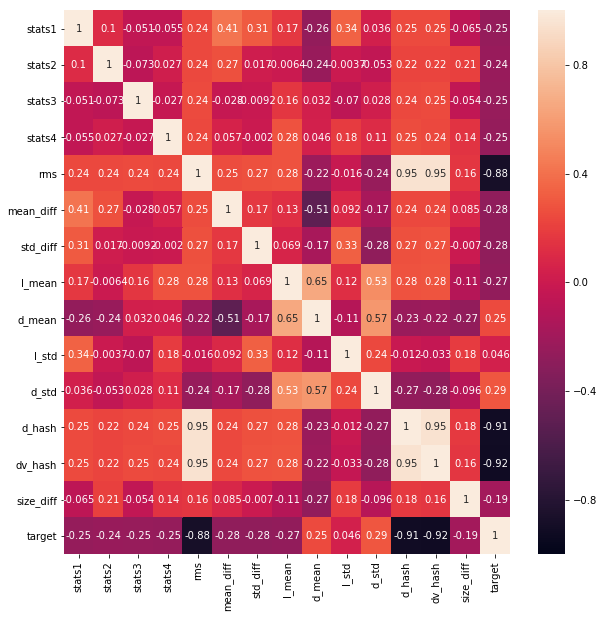 stats1 1 0.1 -0.051 -0.055 0.24 0.41 0.31 0.17 -0.26 0.34 0.036 0.25 0.25 -0.065 -0.25
stats2 0.1 1 -0.073 0.027 0.24 0.27 0.017 -0.0064 -0.24 -0.0037 -0.053 0.22 0.22 0.21 -0.24
stats3 -0.051 -0.073 1 -0.027 0.24 -0.028 0.0092 0.16 0.032 -0.07 0.028 0.24 0.25 -0.054 -0.25
stats4 -0.055 0.027 -0.027 1 0.24 0.057 -0.002 0.28 0.046 0.18 0.11 0.25 0.24 0.14 -0.25
rms 0.24 0.24 0.24 0.24 1 0.25 0.27 0.28 -0.22 -0.016 -0.24 0.95 0.95 0.16 -0.88
mean_diff 0.41 0.27 -0.028 0.057 0.25 1 0.17 0.13 -0.51 0.092 -0.17 0.24 0.24 0.085 -0.28
std_diff 0.31 0.017 0.0092 -0.002 0.27 0.17 1 0.069 -0.17 0.33 -0.28 0.27 0.27 -0.007 -0.28
l_mean 0.17 -0.0064 0.16 0.28 0.28 0.13 0.069 1 0.65 0.12 0.53 0.28 0.28 -0.11 -0.27
d_mean -0.26 -0.24 0.032 0.046 -0.22 -0.51 -0.17 0.65 1 -0.11 0.57 -0.23 -0.22 -0.27 0.25
l_std 0.34 -0.0037 -0.07 0.18 -0.016 0.092 0.33 0.12 -0.11 1 0.24 -0.012 -0.033 0.18 0.046
d_std 0.036 -0.053 0.028 0.11 -0.24 -0.17 -0.28 0.53 0.57 0.24 1 -0.27 -0.28 -0.096 0.29
d_hash 0.25 0.22 0.24 0.25 0.95 0.24 0.27 0.28 -0.23 -0.012 -0.27 1 0.95 0.18 -0.91
dv_hash 0.25 0.22 0.25 0.24 0.95 0.24 0.27 0.28 -0.22 -0.033 -0.28 0.95 1 0.16 -0.92
size_diff -0.065 0.21 -0.054 0.14 0.16 0.085 -0.007 -0.11 -0.27 0.18 -0.096 0.18 0.16 1 -0.19
target -0.25 -0.24 -0.25 -0.25 -0.88 -0.28 -0.28 -0.27 0.25 0.046 0.29 -0.91 -0.92 -0.19 1
stats1 stats2 stats3 stats4 rms mean_diff std_diff l_mean d_mean l_std d_std d_hash dv_hash size_diff target
0.8
0.4
0.0
-0.4
-0.8